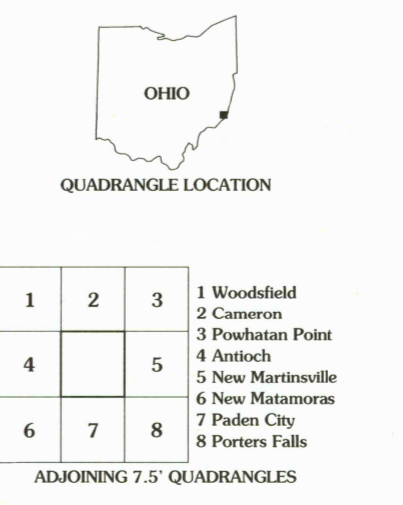 OHIO
QUADRANGLE LOCATION
1 2 3
4 5
6 7 8
1 Woodsfield
2 Cameron
3 Powhatan Point
4 Antioch
5 New Martinsville
6 New Matamoras
7 Paden City
8 Porters Falls
ADJOINING 7.5' QUADRANGLES